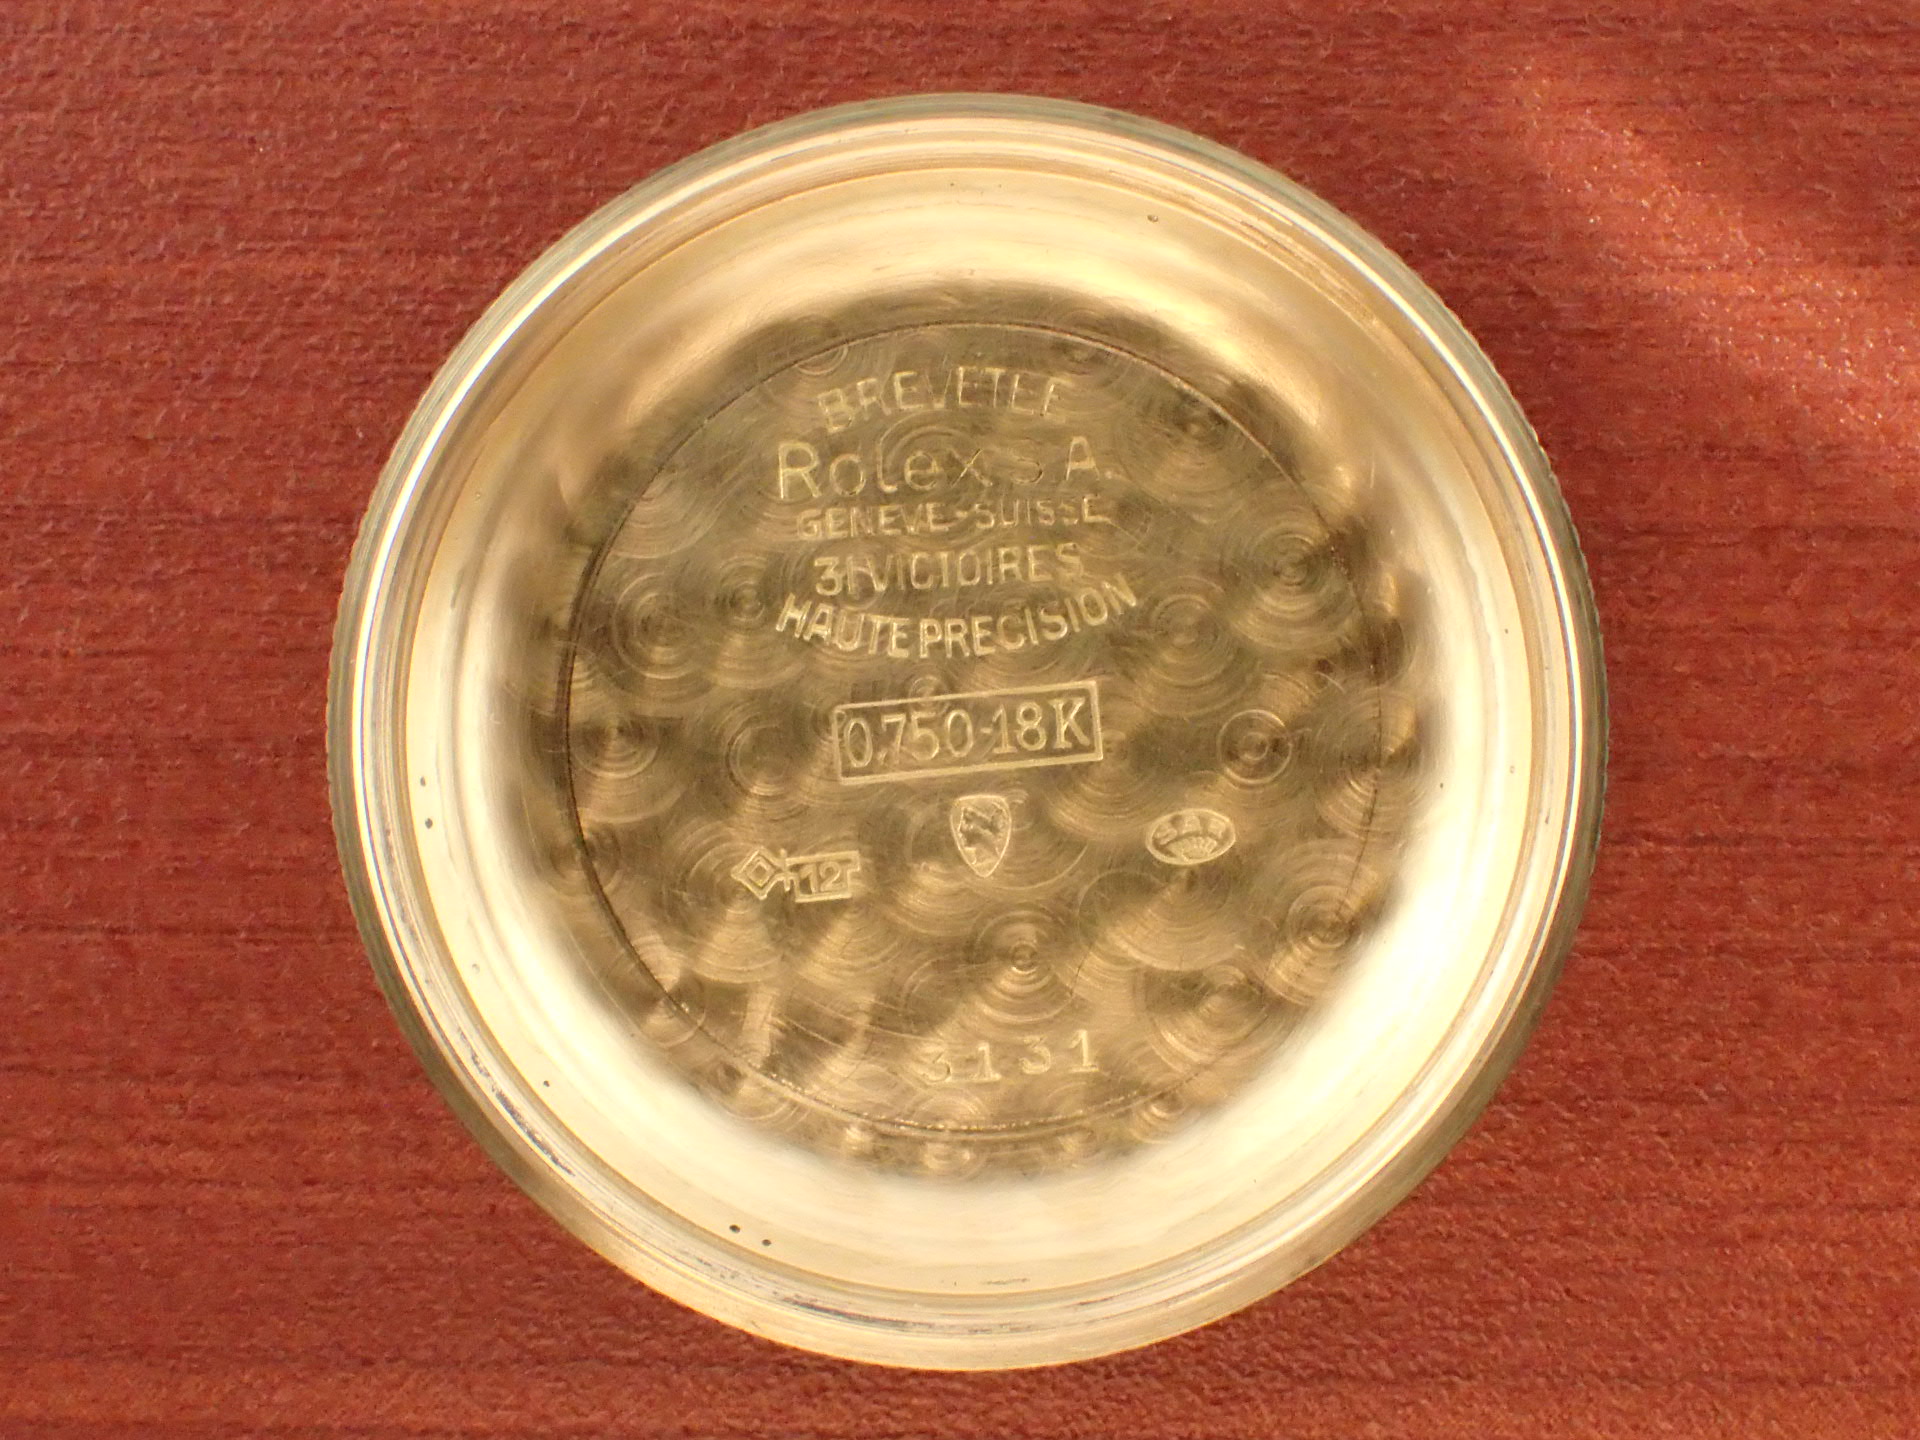 BREVETEE
Rolex S.A.
GENEVE-SUISSE
31 VICTOIRES
HAUTE PRECISION
0.750-18K
12
3131